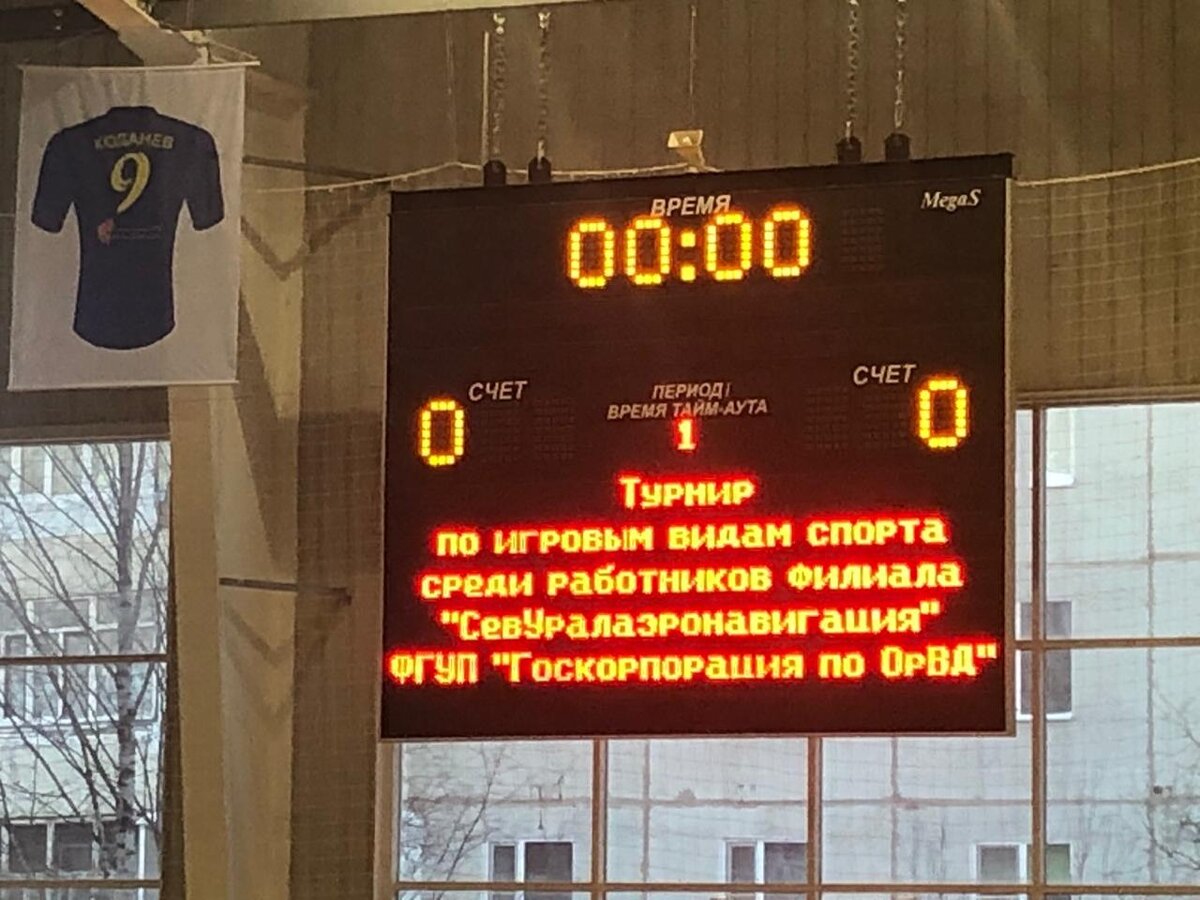 КЮДАНЕВ
9
ВРЕМЯ
MegaS
00:00
СЧЕТ
СЧЕТ
0
ПЕРИОД/
ВРЕМЯ ТАЙМ-АУТА
0
1
Турнир
по игровым видам спорта
среди работников Филиала
"СевУралаэронавигация"
ФГУП "Госкорпорация по ОрВД"